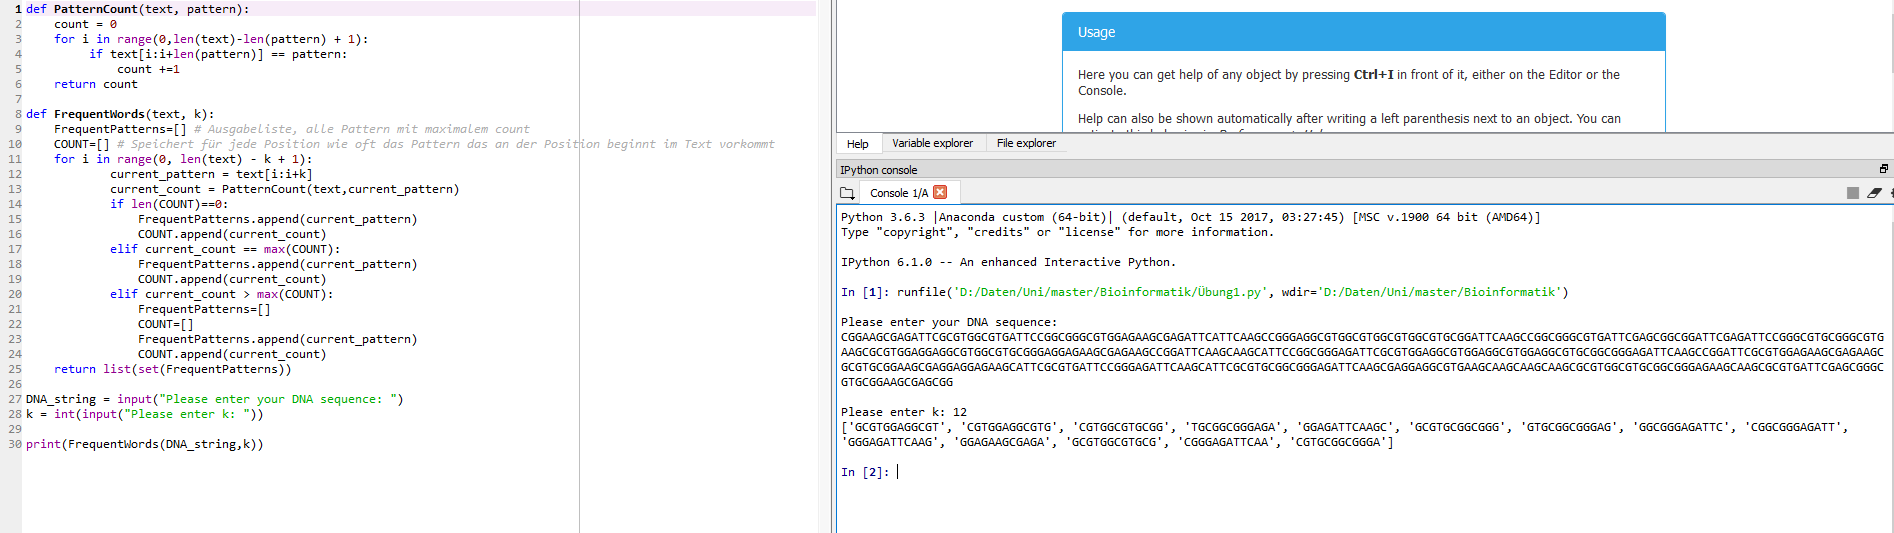 1 def PatternCount(text, pattern):
2 count = 0
3 for i in range(0,len(text)-len(pattern) + 1):
4 if text[i:i+len(pattern)] == pattern:
5 count +=1
6 return count
7
8 def FrequentWords(text, k):
9 FrequentPatterns=[] # Ausgabeliste, alle Pattern mit maximalem count
10 COUNT=[] # Speichert für jede Position wie oft das Pattern das an der Position beginnt im Text vorkommt
11 for i in range(0, len(text) - k + 1):
12 current_pattern = text[i:i+k]
13 current_count = PatternCount(text,current_pattern)
14 if len(COUNT)==0:
15 FrequentPatterns.append(current_pattern)
16 COUNT.append(current_count)
17 elif current_count == max(COUNT):
18 FrequentPatterns.append(current_pattern)
19 COUNT.append(current_count)
20 elif current_count > max(COUNT):
21 FrequentPatterns=[]
22 COUNT=[]
23 FrequentPatterns.append(current_pattern)
24 COUNT.append(current_count)
25 return list(set(FrequentPatterns))
26
27 DNA_string = input("Please enter your DNA sequence: ")
28 k = int(input("Please enter k: "))
29
30 print(FrequentWords(DNA_string,k))
Usage
Here you can get help of any object by pressing Ctrl+I in front of it, either on the Editor or the
Console.
Help can also be shown automatically after writing a left parenthesis next to an object. You can
Help Variable explorer File explorer
IPython console
Console 1/A
Python 3.6.3 |Anaconda custom (64-bit)| (default, Oct 15 2017, 03:27:45) [MSC v.1900 64 bit (AMD64)]
Type "copyright", "credits" or "license" for more information.
IPython 6.1.0 -- An enhanced Interactive Python.
In [1]: runfile('D:/Daten/Uni/master/Bioinformatik/Übung1.py', wdir='D:/Daten/Uni/master/Bioinformatik')
Please enter your DNA sequence:
CGGAAGCGAGATTCGCGTGGCGTGATTCCGGCGGGCGTGGAGAAGCGAGATTCATTCAAGCCGGGAGGCGTGGCGTGGCGTGGCGTGCGGATTCAAGCCGGCGGGCGTGATTCGAGCGGCGGATTCGAGATTCCGGGCGTGCGGGCGTG
AAGCGCGTGGAGGAGGCGTGGCGTGCGGGAGGAGAAGCGAGAAGCCGGATTCAAGCAAGCATTCCGGCGGGAGATTCGCGTGGAGGCGTGGAGGCGTGGAGGCGTGCGGCGGGAGATTCAAGCCGGATTCGCGTGGAGAAGCGAGAAGC
GCGTGCGGAAGCGAGGAGGAGAAGCATTCGCGTGATTCCGGGAGATTCAAGCATTCGCGTGCGGCGGGAGATTCAAGCGAGGAGGCGTGAAGCAAGCAAGCAAGCGCGTGGCGTGCGGCGGGAGAAGCAAGCGCGTGATTCGAGCGGGC
GTGCGGAAGCGAGCGG
Please enter k: 12
['GCGTGGAGGCGT', 'CGTGGAGGCGTG', 'CGTGGCGTGCGG', 'TGCGGCGGGAGA', 'GGAGATTCAAGC', 'GCGTGCGGCGGG', 'GTGCGGCGGGAG', 'GGCGGGAGATTC', 'CGGCGGGAGATT',
'GGGAGATTCAAG', 'GGAGAAGCGAGA', 'GCGTGGCGTGCG', 'CGGGAGATTCAA', 'CGTGCGGCGGGA']
In [2]: